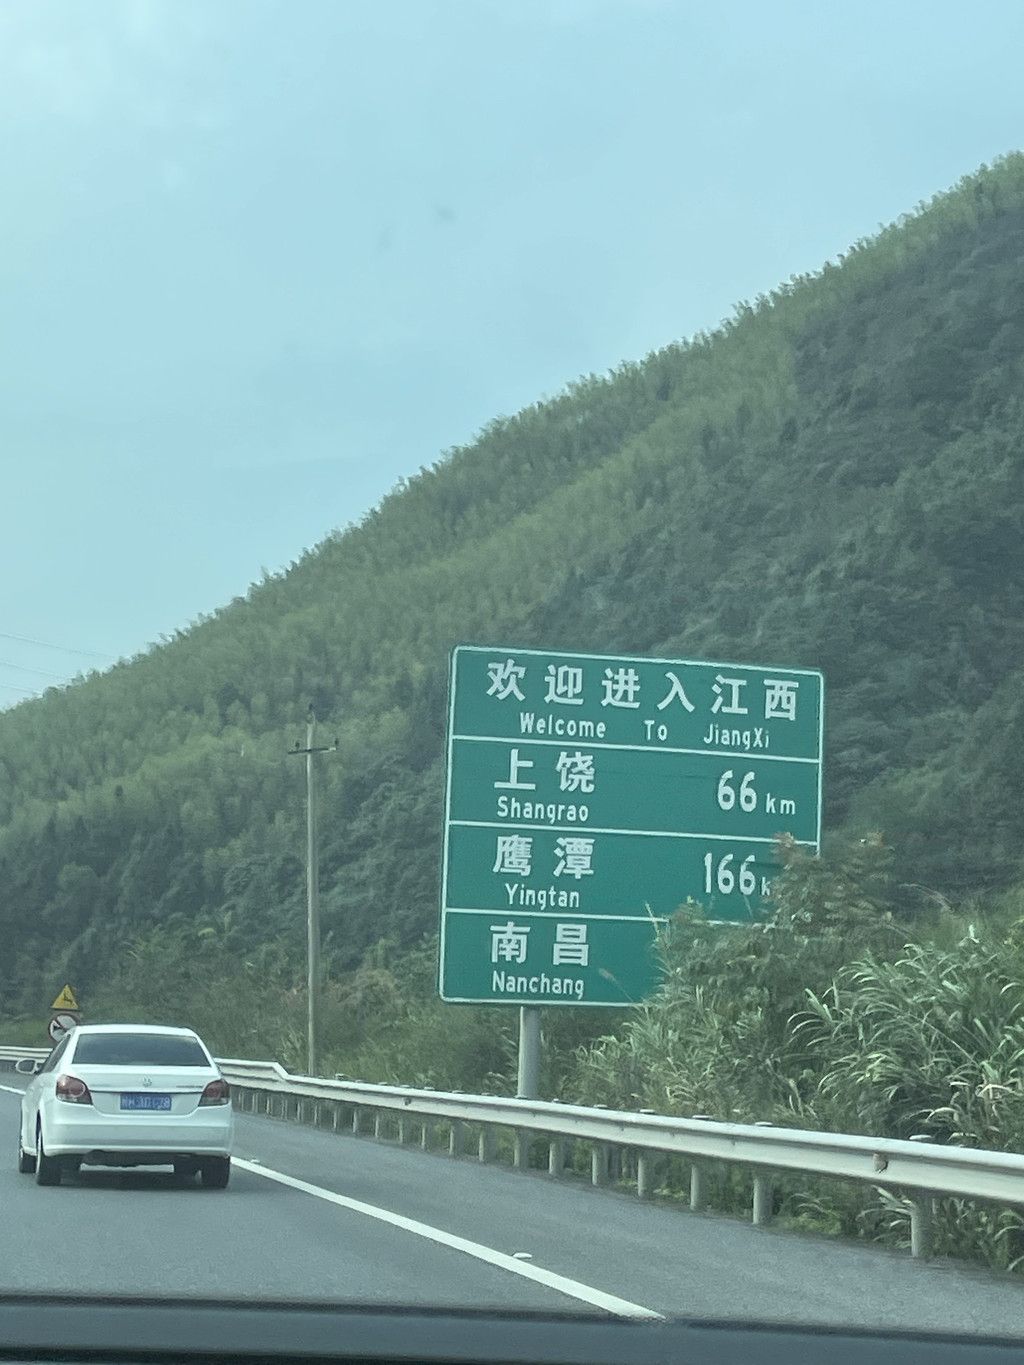 欢迎进入江西
Welcome To JiangXi
上饶 66 km
Shangrao
鹰潭 166 k
Yingtan
南昌
Nanchang